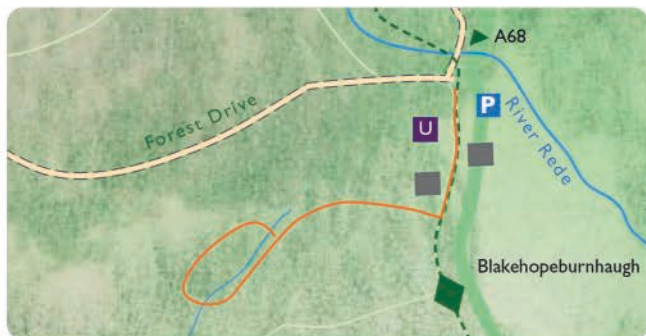 A68
Forest Drive
P
U
River Rede
Blakehopeburnhaugh